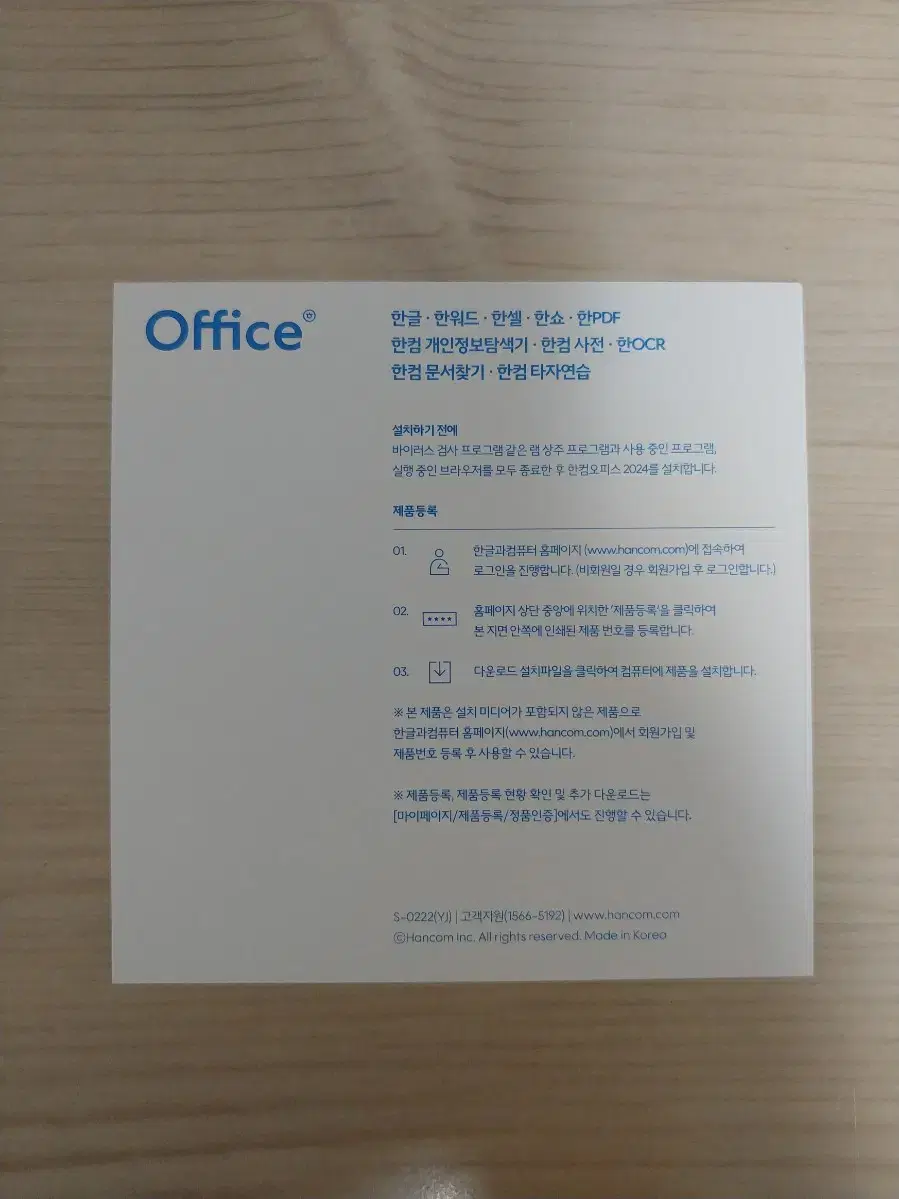 Office
한글 · 한워드 · 한셀 · 한쇼 · 한PDF
한컴 개인정보탐색기 · 한컴 사전 · 한OCR
한컴 문서찾기 · 한컴 타자연습
설치하기 전에
바이러스 검사 프로그램 같은 램 상주 프로그램과 사용 중인 프로그램,
실행 중인 브라우저를 모두 종료한 후 한컴오피스 2024를 설치합니다.
제품등록
01. 한글과컴퓨터 홈페이지 (www.hancom.com)에 접속하여
로그인을 진행합니다. (비회원일 경우 회원가입 후 로그인합니다.)
02. 홈페이지 상단 중앙에 위치한 '제품등록'을 클릭하여
본 지면 안쪽에 인쇄된 제품 번호를 등록합니다.
03. 다운로드 설치파일을 클릭하여 컴퓨터에 제품을 설치합니다.
※ 본 제품은 설치 미디어가 포함되지 않은 제품으로
한글과컴퓨터 홈페이지(www.hancom.com)에서 회원가입 및
제품번호 등록 후 사용할 수 있습니다.
※ 제품등록, 제품등록 현황 확인 및 추가 다운로드는
[마이페이지/제품등록/정품인증]에서도 진행할 수 있습니다.
S-0222(YJ) | 고객지원(1566-5192) | www.hancom.com
ⓒHancom Inc. All rights reserved. Made in Korea